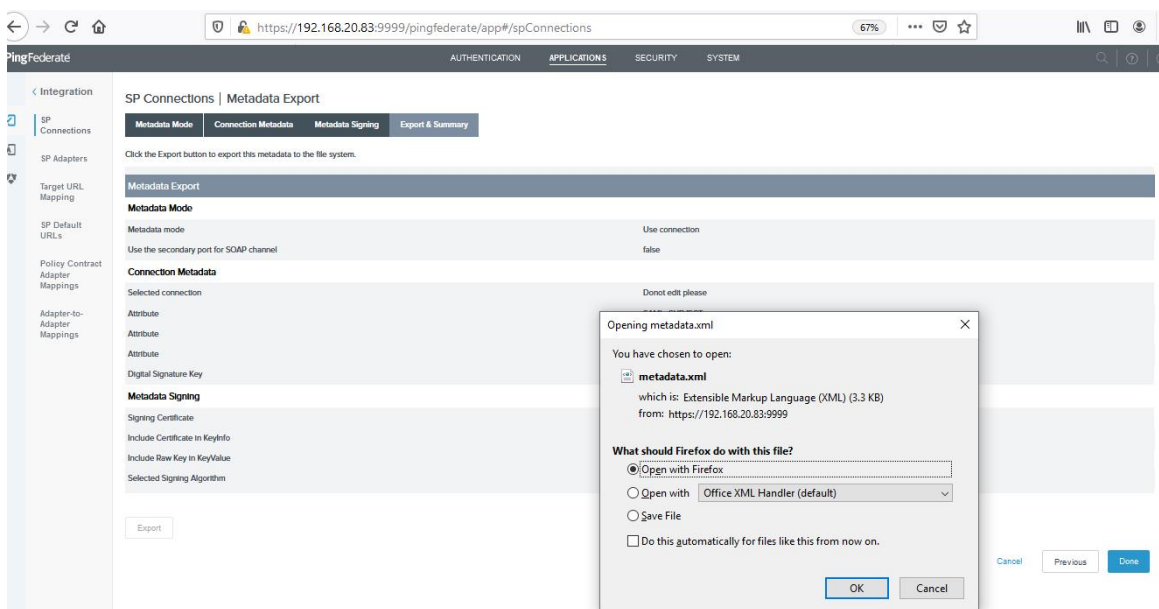 https://192.168.20.83:9999/pingfederate/app#/spConnections
67%
PingFederate
AUTHENTICATION APPLICATIONS SECURITY SYSTEM
Integration
SP Connections | Metadata Export
SP
Connections
Metadata Mode Connection Metadata Metadata Signing Export & Summary
SP Adapters
Click the Export button to export this metadata to the file system.
Target URL
Mapping
Metadata Export
Metadata Mode
SP Default
URLs
Metadata mode Use connection
Use the secondary port for SOAP channel false
Policy Contract
Adapter
Mappings
Connection Metadata
Selected connection Donot edit please
Adapter-to-
Adapter
Mappings
Attribute
Attribute
Attribute
Digital Signature Key
Metadata Signing
Signing Certificate
Include Certificate in KeyInfo
Include Raw Key in KeyValue
Selected Signing Algorithm
Export
Opening metadata.xml
You have chosen to open:
metadata.xml
which is: Extensible Markup Language (XML) (3.3 KB)
from: https://192.168.20.83:9999
What should Firefox do with this file?
Open with Firefox
Open with Office XML Handler (default)
Save File
Do this automatically for files like this from now on.
OK Cancel
Cancel Previous Done